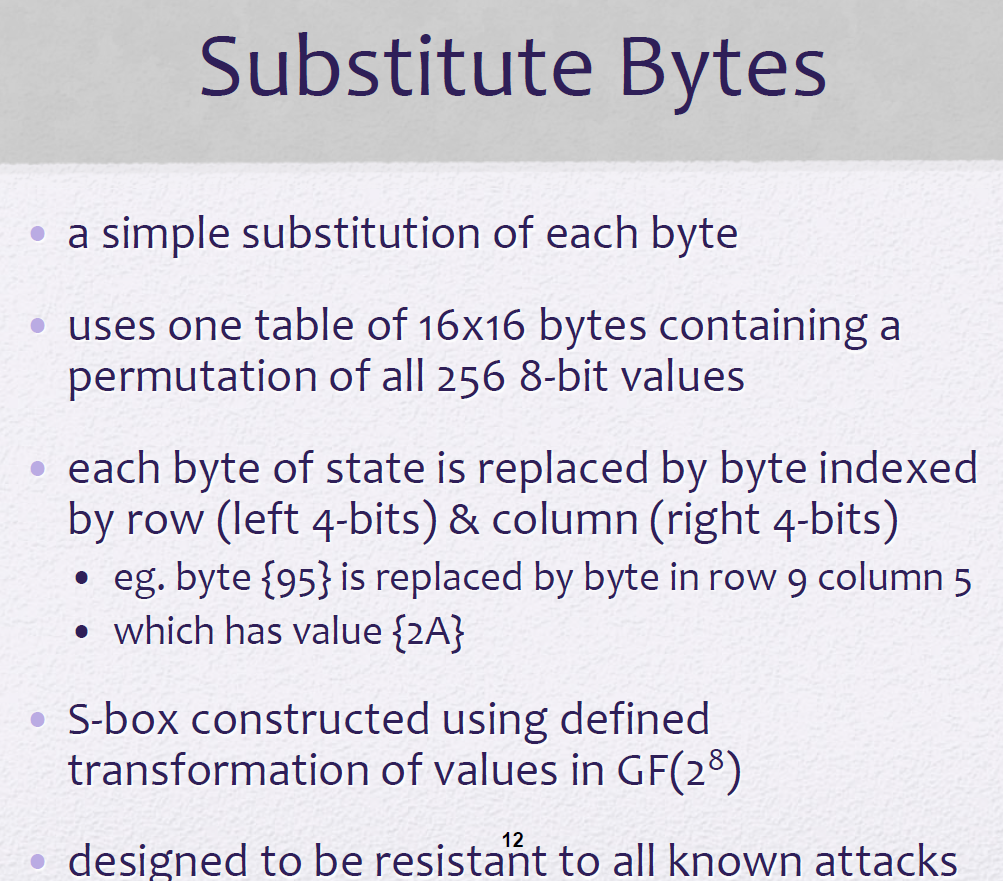 Substitute Bytes
• a simple substitution of each byte
• uses one table of 16x16 bytes containing a
permutation of all 256 8-bit values
• each byte of state is replaced by byte indexed
by row (left 4-bits) & column (right 4-bits)
• eg. byte {95} is replaced by byte in row 9 column 5
• which has value {2A}
• S-box constructed using defined
transformation of values in GF(2⁸)
12
• designed to be resistant to all known attacks